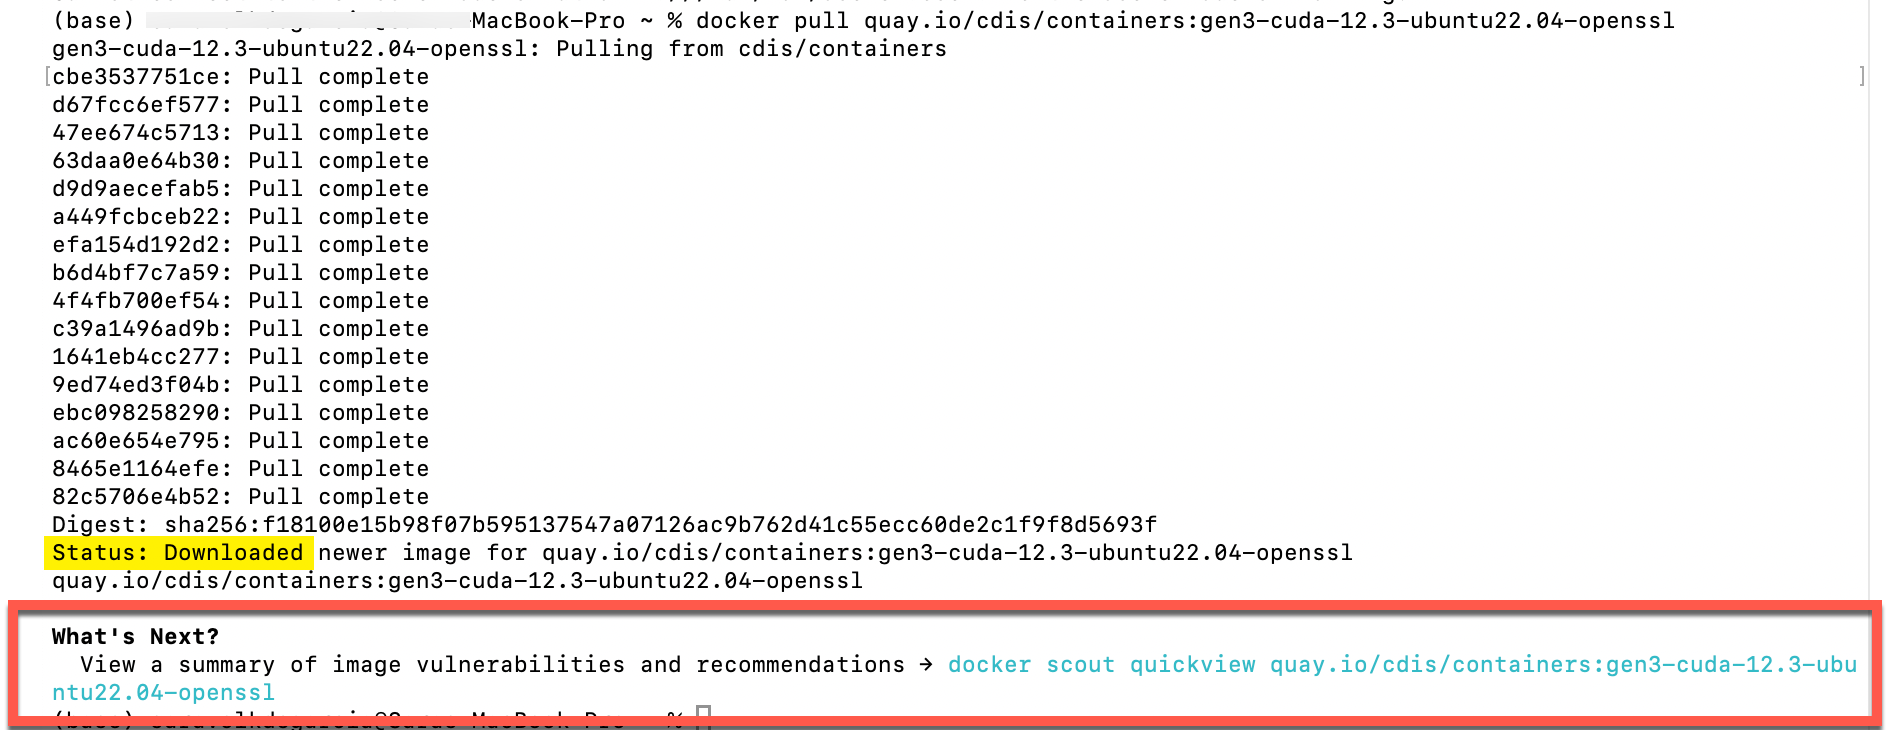 (base) MacBook-Pro ~ % docker pull quay.io/cdis/containers:gen3-cuda-12.3-ubuntu22.04-openssl
gen3-cuda-12.3-ubuntu22.04-openssl: Pulling from cdis/containers
[cbe3537751ce: Pull complete ]
d67fcc6ef577: Pull complete
47ee674c5713: Pull complete
63daa0e64b30: Pull complete
d9d9aecefab5: Pull complete
a449fcbceb22: Pull complete
efa154d192d2: Pull complete
b6d4bf7c7a59: Pull complete
4f4fb700ef54: Pull complete
c39a1496ad9b: Pull complete
1641eb4cc277: Pull complete
9ed74ed3f04b: Pull complete
ebc098258290: Pull complete
ac60e654e795: Pull complete
8465e1164efe: Pull complete
82c5706e4b52: Pull complete
Digest: sha256:f18100e15b98f07b595137547a07126ac9b762d41c55ecc60de2c1f9f8d5693f
Status: Downloaded newer image for quay.io/cdis/containers:gen3-cuda-12.3-ubuntu22.04-openssl
quay.io/cdis/containers:gen3-cuda-12.3-ubuntu22.04-openssl
What's Next?
View a summary of image vulnerabilities and recommendations → docker scout quickview quay.io/cdis/containers:gen3-cuda-12.3-ubu
ntu22.04-openssl
(base) MacBook-Pro ~ %